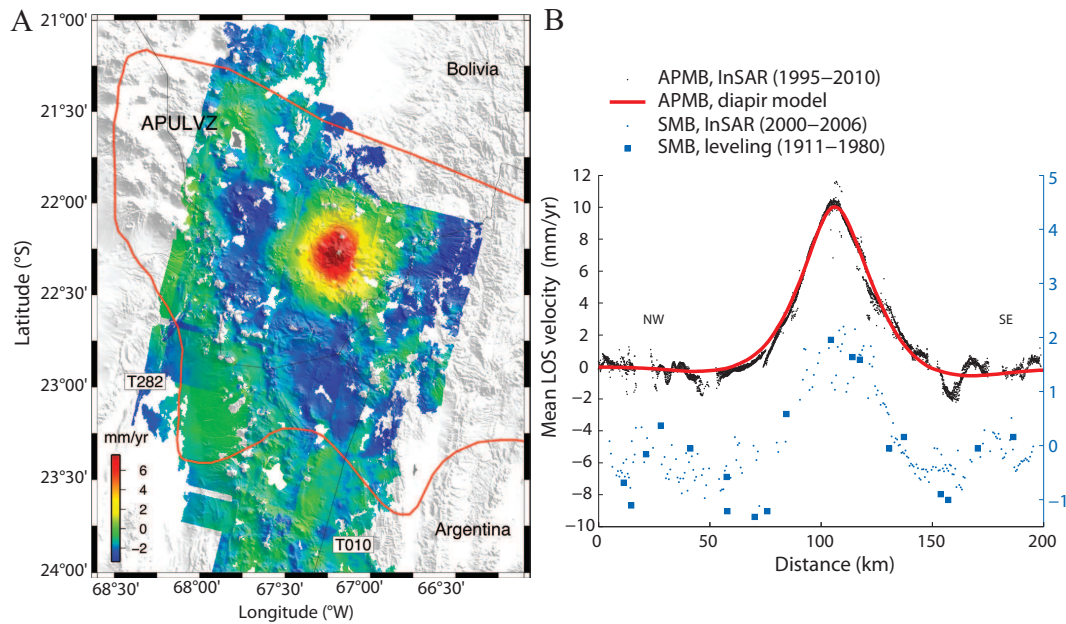 A
21°00'
21°30'
22°00'
22°30'
23°00'
23°30'
24°00'
Latitude (°S)
Bolivia
APULVZ
T282
mm/yr
6
4
2
0
−2
T010
Argentina
68°30'
68°00'
67°30'
67°00'
66°30'
Longitude (°W)
B
APMB, InSAR (1995−2010)
APMB, diapir model
SMB, InSAR (2000−2006)
SMB, leveling (1911−1980)
Mean LOS velocity (mm/yr)
12
10
8
6
4
2
0
−2
−4
−6
−8
−10
NW
SE
5
4
3
2
1
0
−1
0
50
100
150
200
Distance (km)